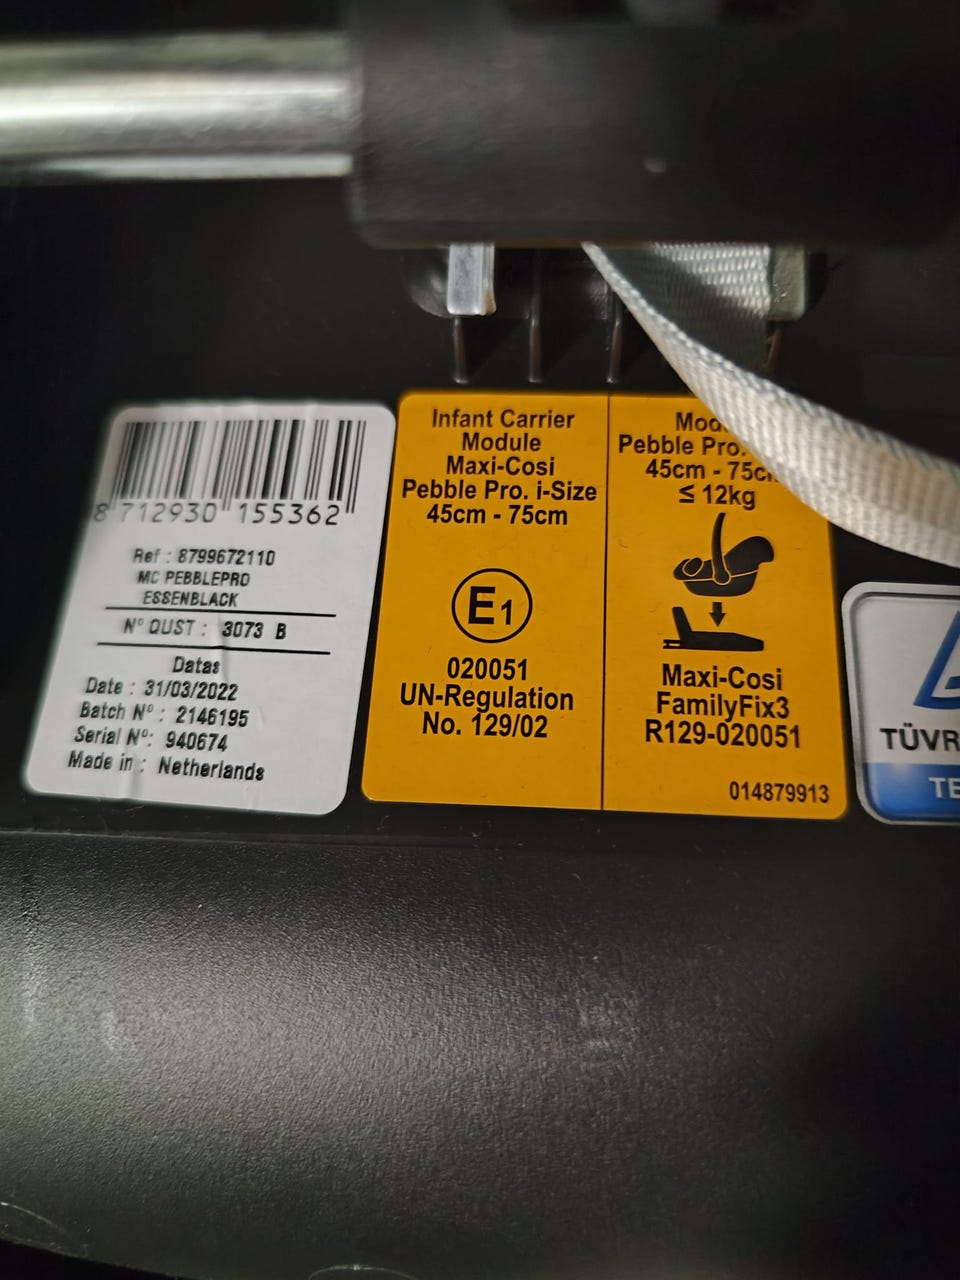 8 712930 155362
Ref : 8799672110
MC PEBBLEPRO
ESSENBLACK
N° QUST : 3073 B
Datas
Date : 31/03/2022
Batch N° : 2146195
Serial N°: 940674
Made in : Netherlands
Infant Carrier
Module
Maxi-Cosi
Pebble Pro. i-Size
45cm - 75cm
E1
020051
UN-Regulation
No. 129/02
Pebble Pro.
45cm - 75c
≤ 12kg
Maxi-Cosi
FamilyFix3
R129-020051
014879913
TÜVR
TE